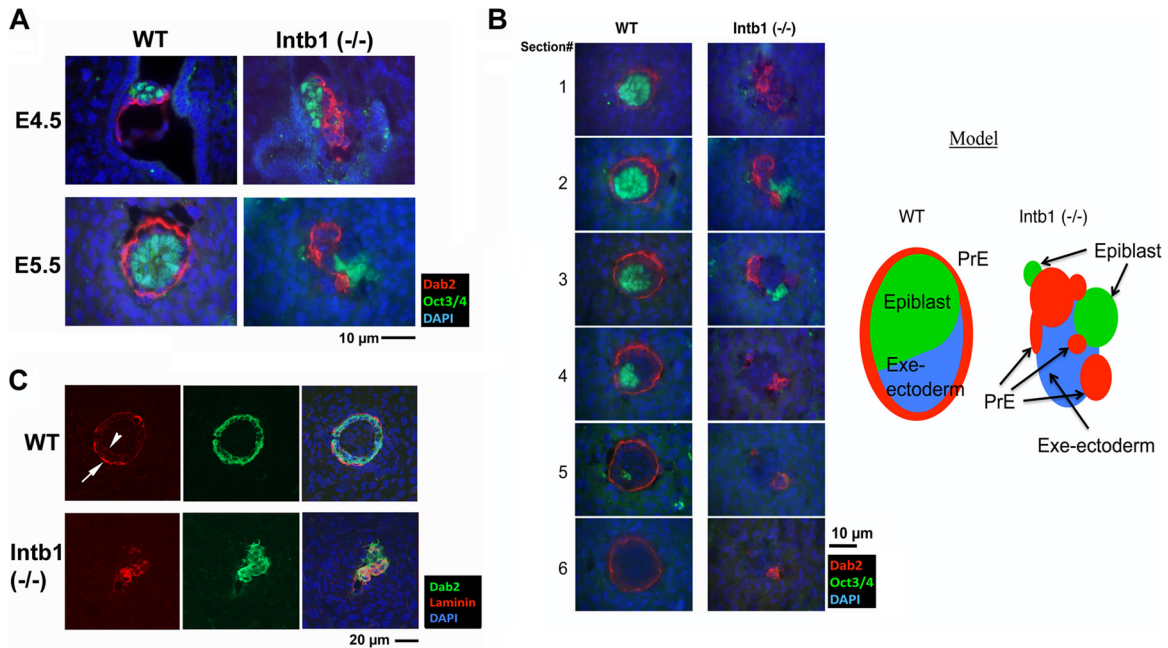 A
WT
Intb1 (-/-)
E4.5
E5.5
Dab2
Oct3/4
DAPI
10 µm
B
Section#
WT
Intb1 (-/-)
1
2
3
4
5
6
10 µm
Dab2
Oct3/4
DAPI
Model
WT
Intb1 (-/-)
PrE
Epiblast
Epiblast
Exe-
ectoderm
PrE
Exe-ectoderm
C
WT
Intb1
(-/-)
Dab2
Laminin
DAPI
20 µm